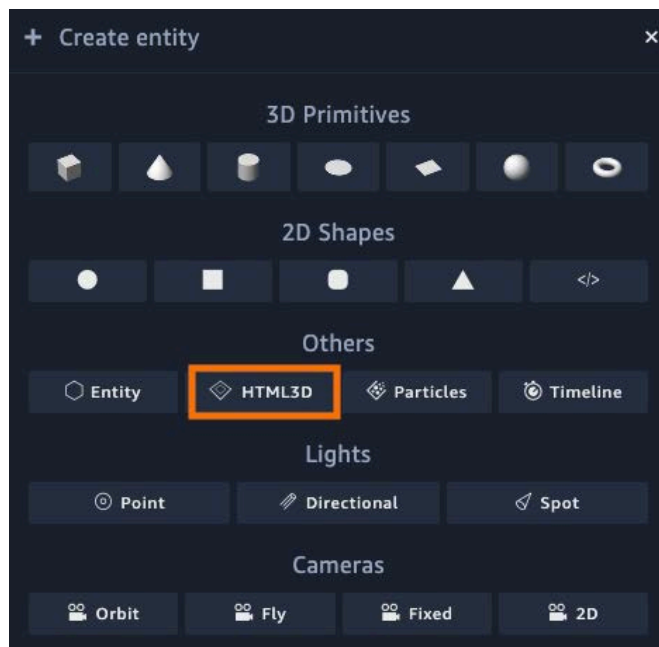 + Create entity ×
3D Primitives
2D Shapes
</>
Others
Entity HTML3D Particles Timeline
Lights
Point Directional Spot
Cameras
Orbit Fly Fixed 2D